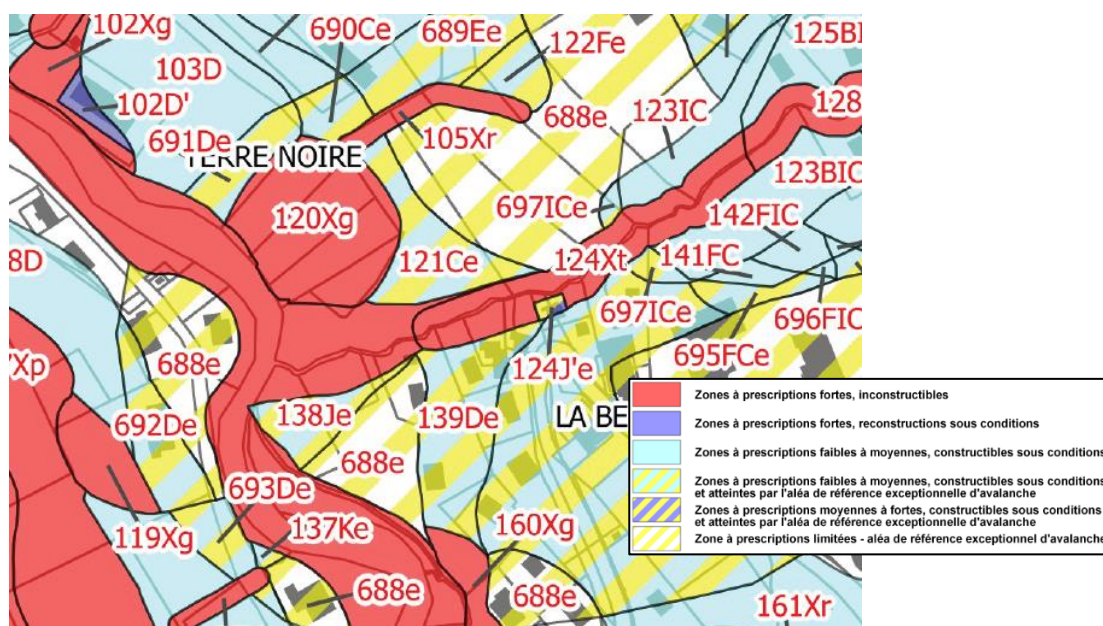 102Xg
690Ce
689Ee
122Fe
125BI
103D
102D'
128
688e
123IC
691De
105Xr
TERRE NOIRE
123BIC
697ICe
120Xg
142FIC
8D
121Ce
124Xt
141FC
697ICe
696FIC
688e
695FCe
7Xp
124J'e
692De
138Je
139De
LA BE
688e
693De
119Xg
137Ke
160Xg
688e
688e
161Xr
Zones à prescriptions fortes, inconstructibles
Zones à prescriptions fortes, reconstructions sous conditions
Zones à prescriptions faibles à moyennes, constructibles sous conditions
Zones à prescriptions faibles à moyennes, constructibles sous conditions
et atteintes par l'aléa de référence exceptionnelle d'avalanche
Zones à prescriptions moyennes à fortes, constructibles sous conditions
et atteintes par l'aléa de référence exceptionnelle d'avalanche
Zone à prescriptions limitées - aléa de référence exceptionnel d'avalanche